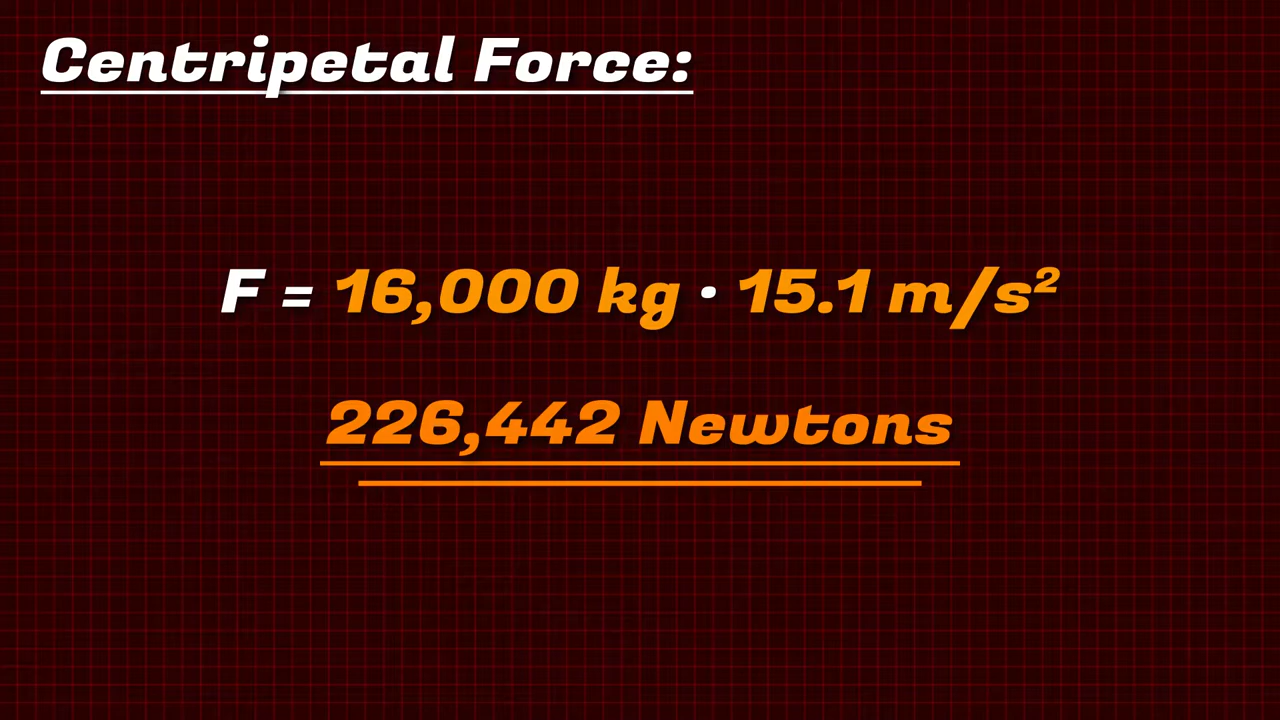 Centripetal Force:
F = 16,000 kg · 15.1 m/s²
226,442 Newtons